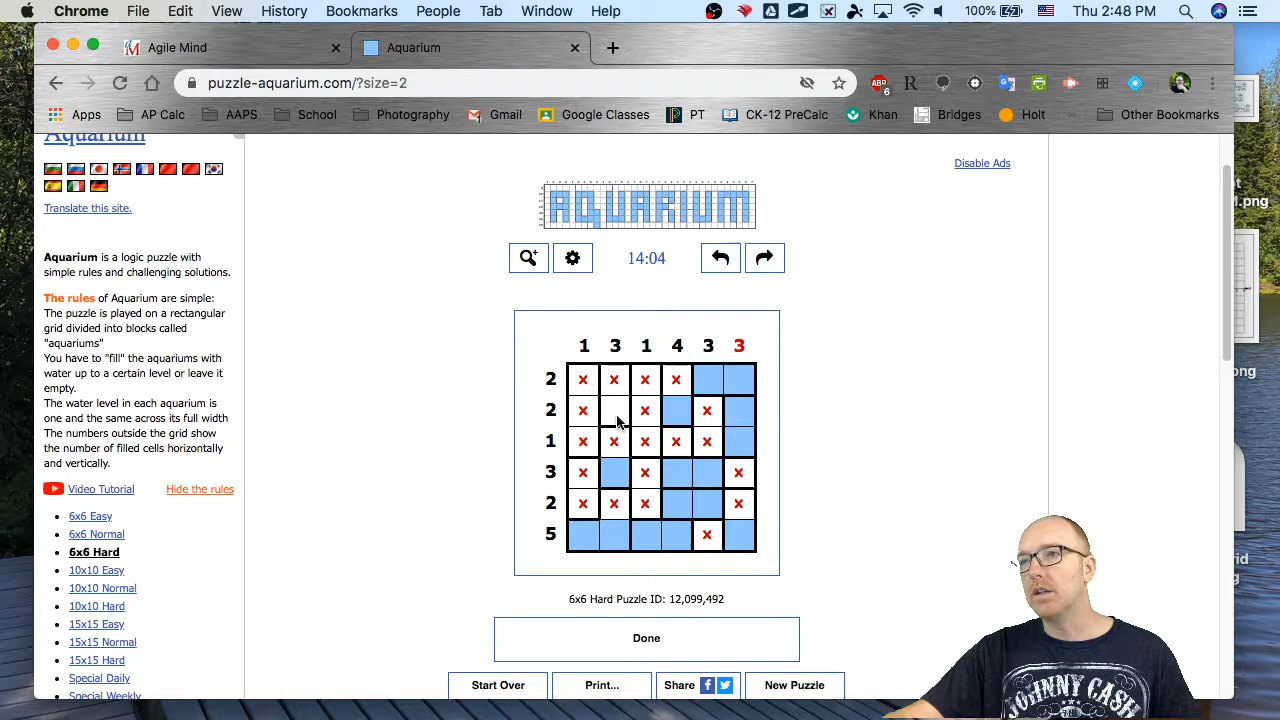 Chrome File Edit View History Bookmarks People Tab Window Help 100% Thu 2:48 PM
Agile Mind Aquarium
puzzle-aquarium.com/?size=2 ABP 6 R
Apps AP Calc AAPS School Photography Gmail Google Classes PT CK-12 PreCalc Khan Bridges Holt Other Bookmarks
Aquarium
Translate this site.
Aquarium is a logic puzzle with
simple rules and challenging solutions.
The rules of Aquarium are simple:
The puzzle is played on a rectangular
grid divided into blocks called
"aquariums"
You have to "fill" the aquariums with
water up to a certain level or leave it
empty.
The water level in each aquarium is
one and the same across its full width
The numbers outside the grid show
the number of filled cells horizontally
and vertically.
Video Tutorial Hide the rules
6x6 Easy
6x6 Normal
6x6 Hard
10x10 Easy
10x10 Normal
10x10 Hard
15x15 Easy
15x15 Normal
15x15 Hard
Special Daily
Special Weekly
Disable Ads
AQUARIUM
14:04
1 3 1 4 3 3
2
2
1
3
2
5
6x6 Hard Puzzle ID: 12,099,492
Done
Start Over Print... Share New Puzzle
JOHNNY CASH